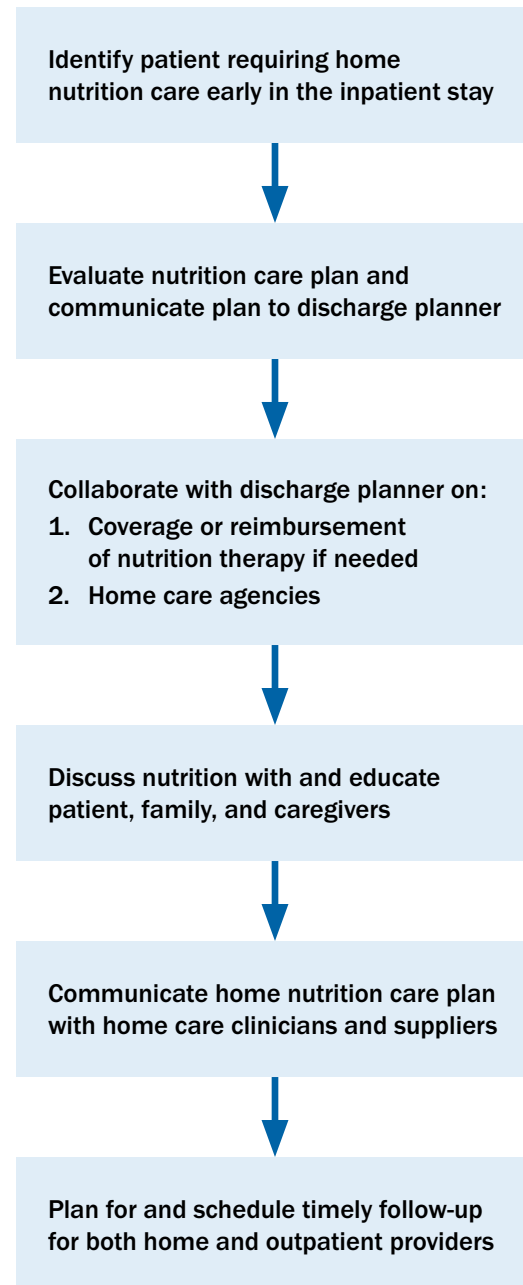 Identify patient requiring home
nutrition care early in the inpatient stay
Evaluate nutrition care plan and
communicate plan to discharge planner
Collaborate with discharge planner on:
1. Coverage or reimbursement
of nutrition therapy if needed
2. Home care agencies
Discuss nutrition with and educate
patient, family, and caregivers
Communicate home nutrition care plan
with home care clinicians and suppliers
Plan for and schedule timely follow-up
for both home and outpatient providers